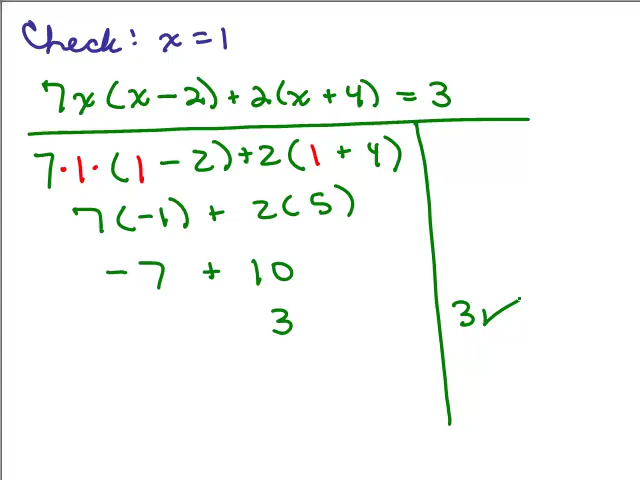 Check: x = 1
7x(x-2)+2(x+4) = 3
7·1·(1-2)+2(1+4)
7(-1) + 2(5)
-7 + 10
3 3✓